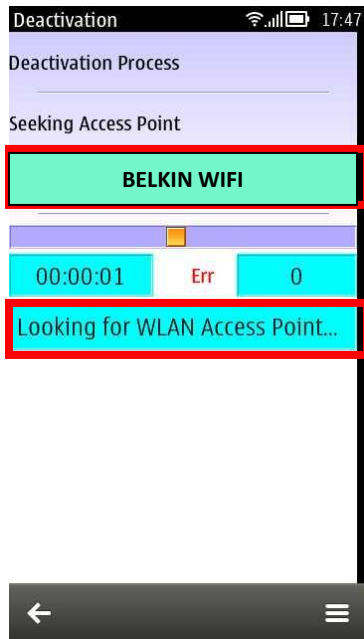 Deactivation 17:47
Deactivation Process
Seeking Access Point
BELKIN WIFI
00:00:01 Err 0
Looking for WLAN Access Point...